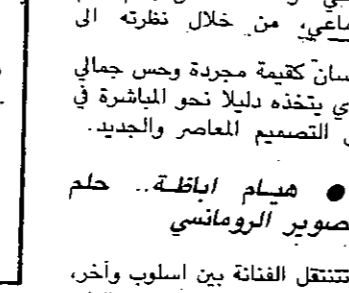 ماعي، من خلال نظرته الى
سان كقيمة مجردة وحس جمالي
ي يتخذه دليلا نحو المباشرة في
التصميم المعاصر والجديد.
● هيام اباظة.. حلم
صوير الرومانسي
تتنتقل الفنانة بين اسلوب وآخر،